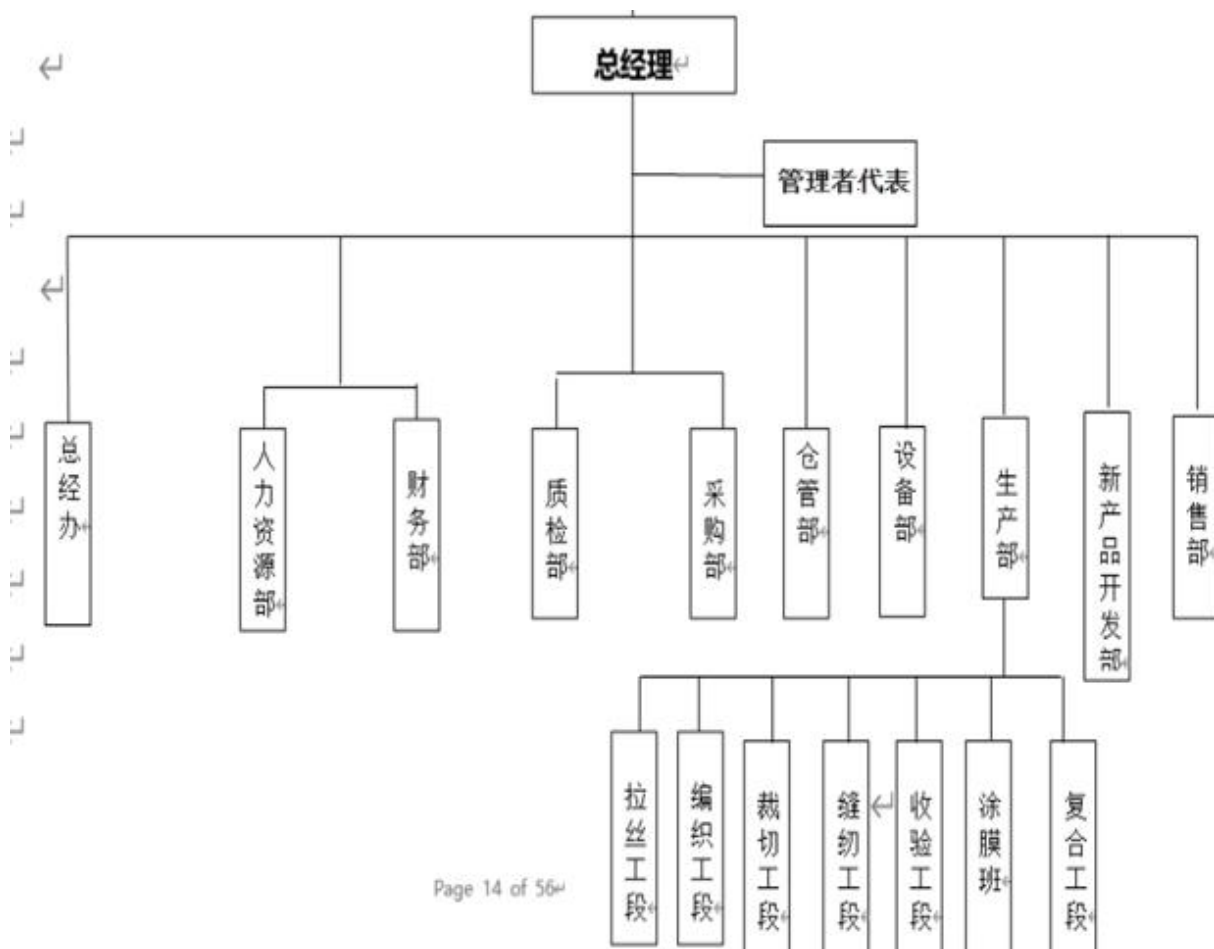 总经理
管理者代表
总经办
人力资源部
财务部
质检部
采购部
仓管部
设备部
生产部
新产品开发部
销售部
拉丝工段
编织工段
裁切工段
缝纫工段
收验工段
涂膜班
复合工段
Page 14 of 56